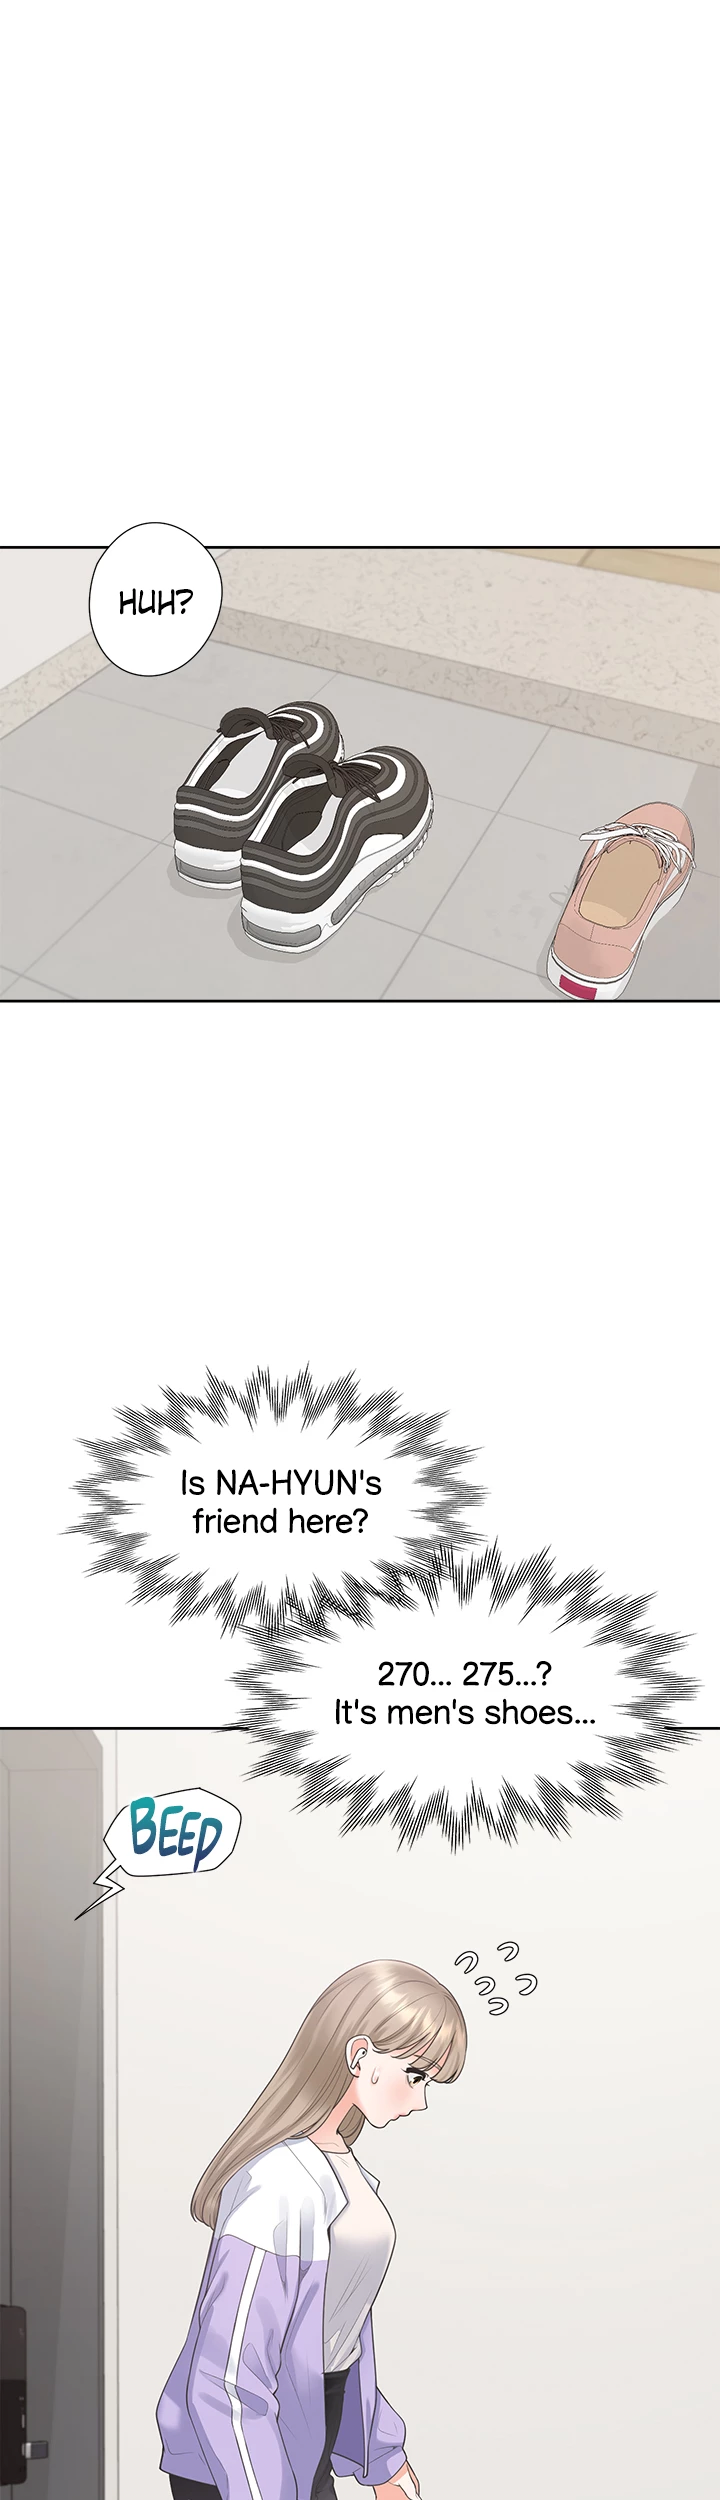 HUH?
Is NA-HYUN's
friend here?
270... 275...?
It's men's shoes...
BEEP